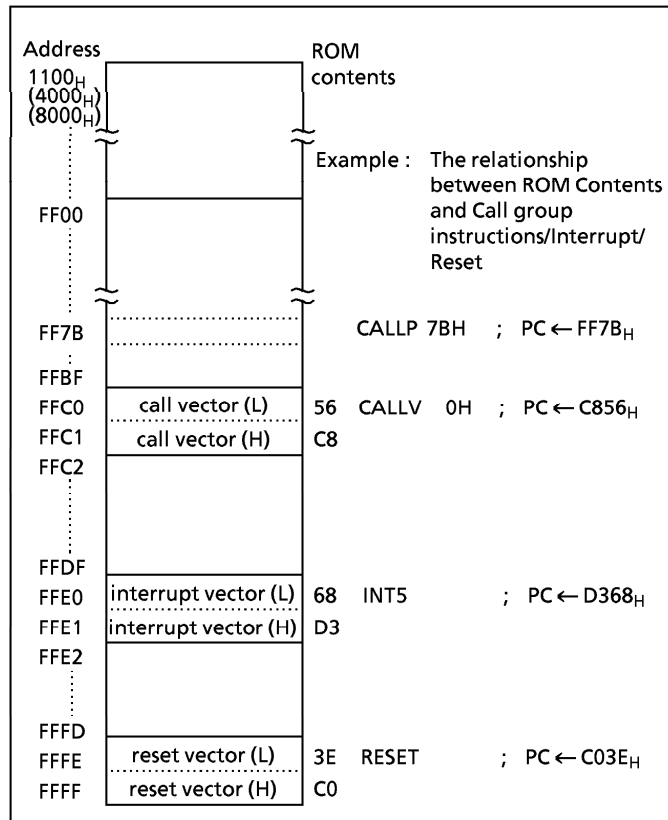 Address ROM
contents
1100H
(4000H)
(8000H)
Example : The relationship
between ROM Contents
and Call group
instructions/Interrupt/
Reset
FF00
FF7B CALLP 7BH ; PC ← FF7BH
FFBF
FFC0 call vector (L) 56 CALLV 0H ; PC ← C856H
FFC1 call vector (H) C8
FFC2
FFDF
FFE0 interrupt vector (L) 68 INT5 ; PC ← D368H
FFE1 interrupt vector (H) D3
FFE2
FFFD
FFFE reset vector (L) 3E RESET ; PC ← C03EH
FFFF reset vector (H) C0